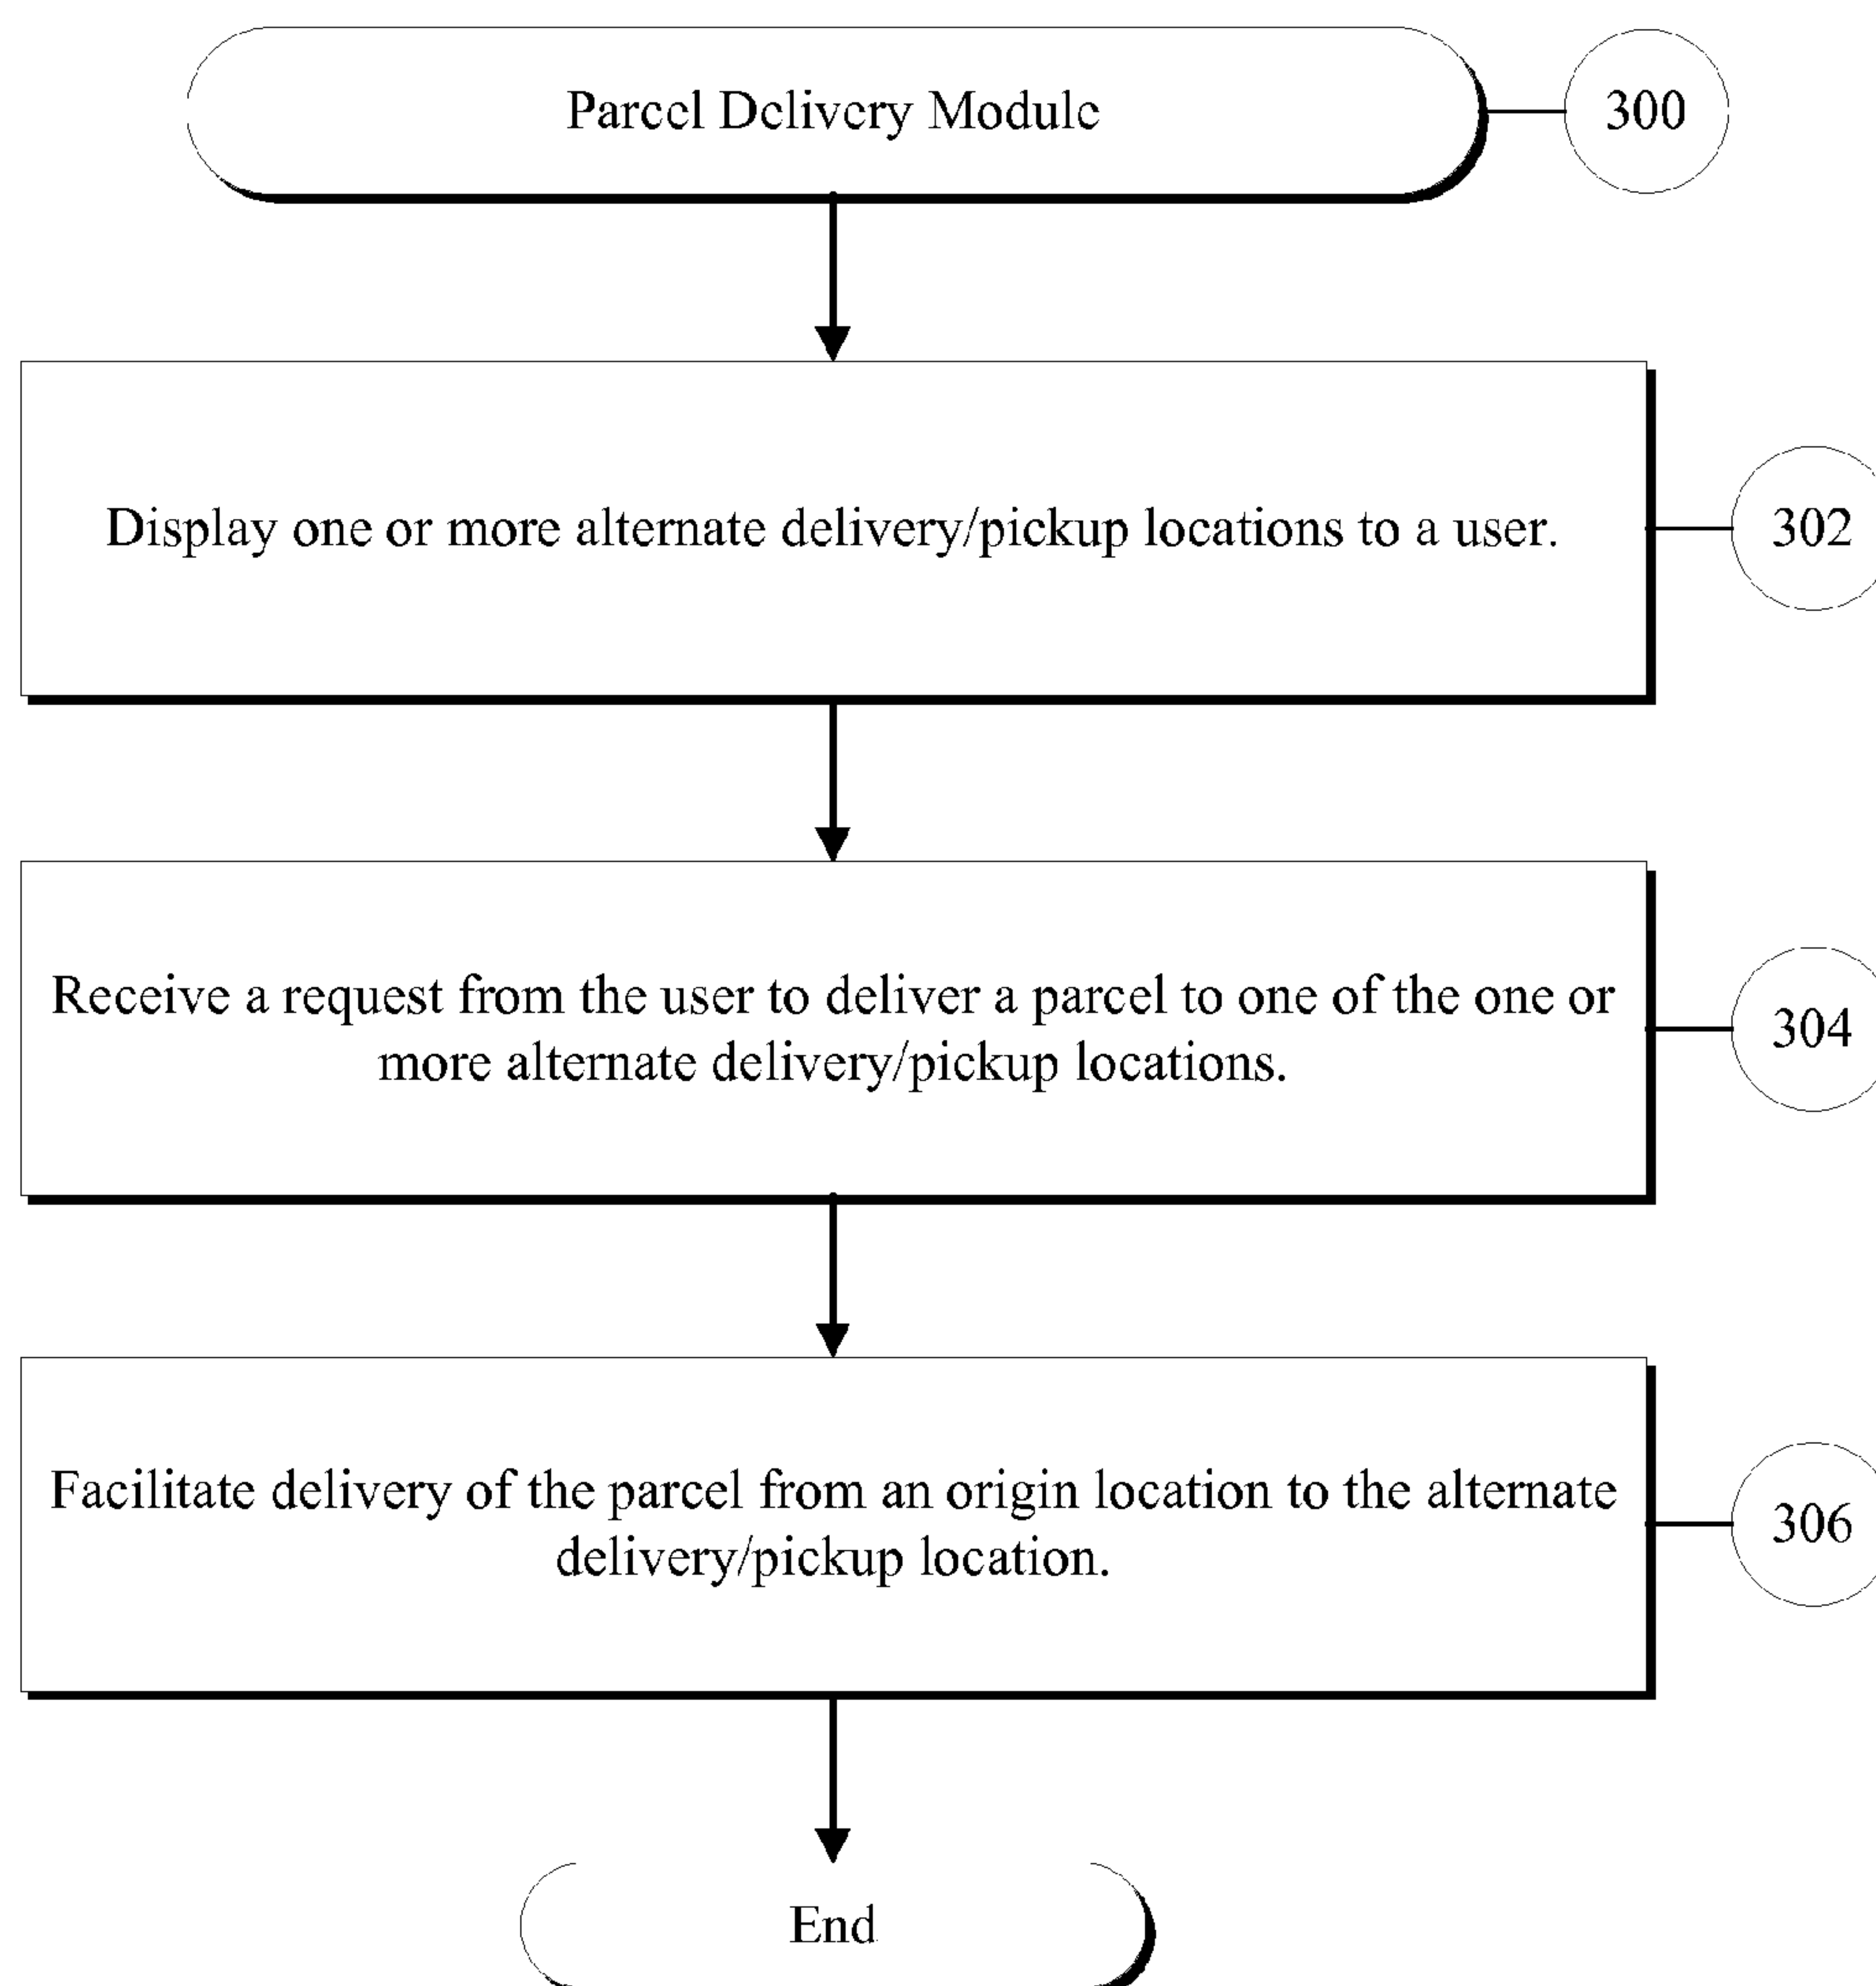 Parcel Delivery Module
300
Display one or more alternate delivery/pickup locations to a user.
302
Receive a request from the user to deliver a parcel to one of the one or
more alternate delivery/pickup locations.
304
Facilitate delivery of the parcel from an origin location to the alternate
delivery/pickup location.
306
End